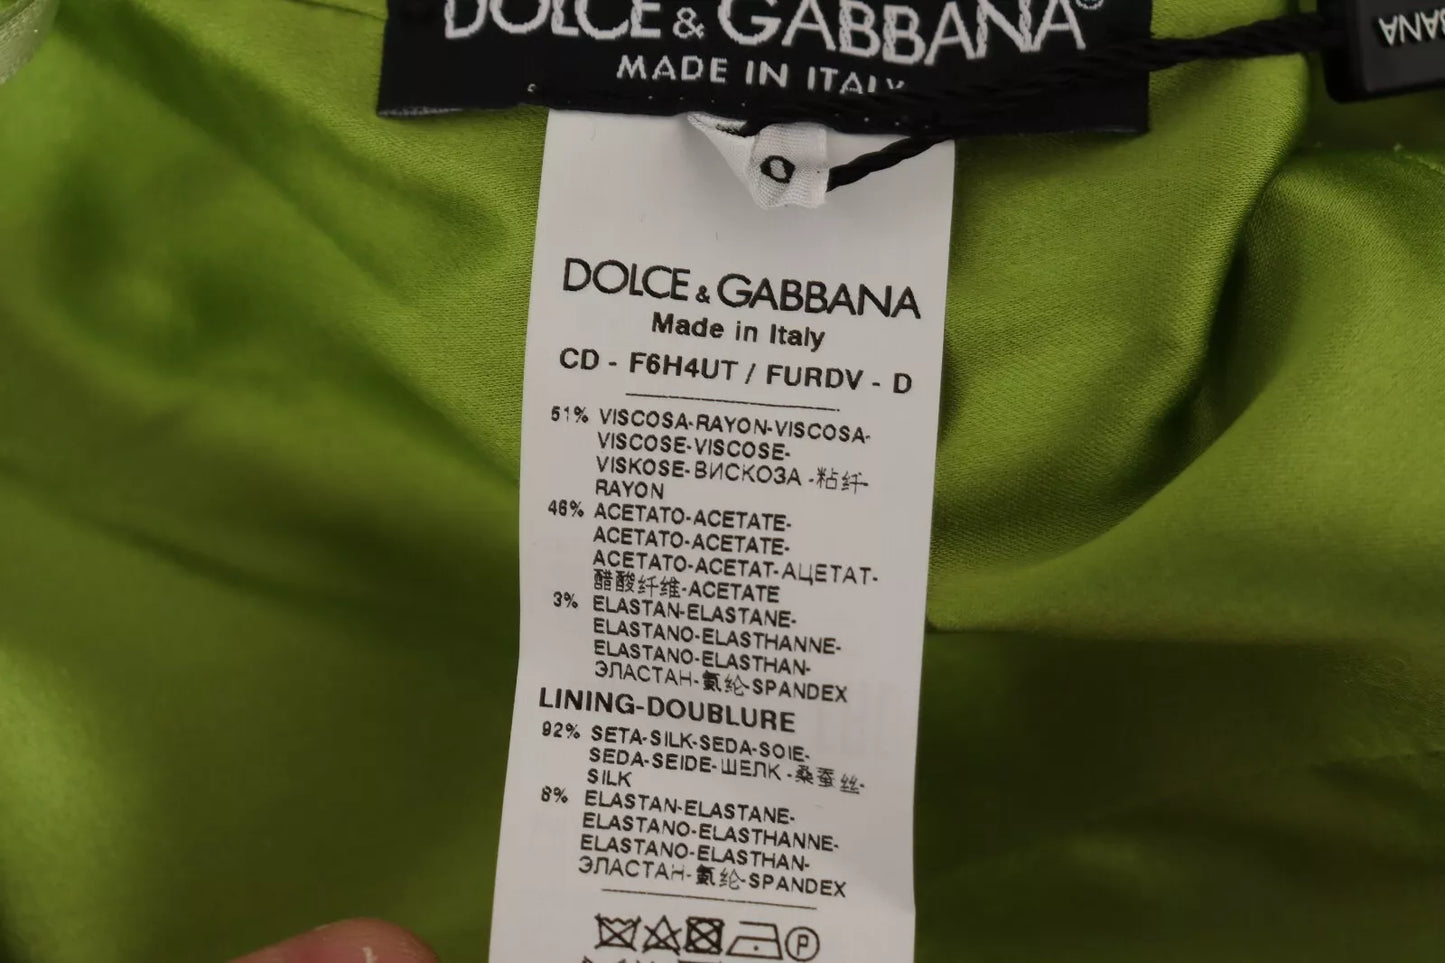 DOLCE & GABBANA
MADE IN ITALY
BANA
0
DOLCE & GABBANA
Made in Italy
CD - F6H4UT / FURDV - D
51% VISCOSA-RAYON-VISCOSA-
VISCOSE-VISCOSE-
VISKOSE-ВИСКОЗА-粘纤-
RAYON
46% ACETATO-ACETATE-
ACETATO-ACETATE-
ACETATO-ACETAT-АЦЕТАТ-
醋酸纤维-ACETATE
3% ELASTAN-ELASTANE-
ELASTANO-ELASTHANNE-
ELASTANO-ELASTHAN-
ЭЛАСТАН-氨纶-SPANDEX
LINING-DOUBLURE
92% SETA-SILK-SEDA-SOIE-
SEDA-SEIDE-ШЕЛК-桑蚕丝-
SILK
8% ELASTAN-ELASTANE-
ELASTANO-ELASTHANNE-
ELASTANO-ELASTHAN-
ЭЛАСТАН-氨纶-SPANDEX
P